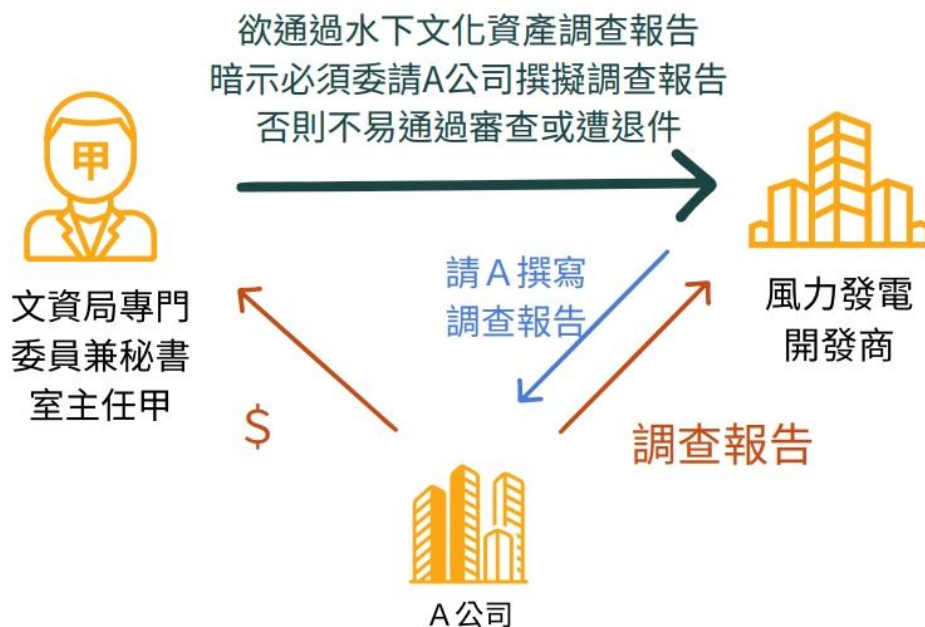 欲通過水下文化資產調查報告
暗示必須委請A公司撰擬調查報告
否則不易通過審查或遭退件
甲
文資局專門
委員兼秘書
室主任甲
請A撰寫
調查報告
風力發電
開發商
$
調查報告
A公司